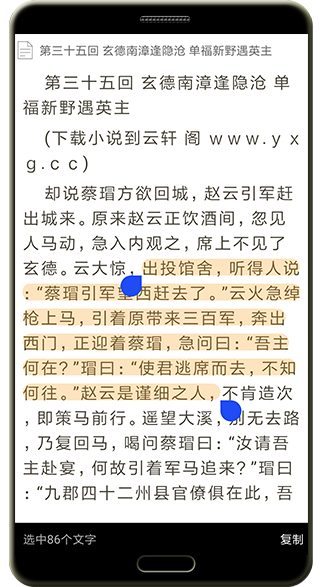 第三十五回 玄德南漳逢隐沧 单福新野遇英主
第三十五回 玄德南漳逢隐沧 单
福新野遇英主
(下载小说到云轩 阁 ｗｗｗ.ｙｘ
ｇ.ｃｃ)
却说蔡瑁方欲回城，赵云引军赶
出城来。原来赵云正饮酒间，忽见
人马动，急入内观之，席上不见了
玄德。云大惊，出投馆舍，听得人说
：“蔡瑁引军望西赶去了。”云火急绰
枪上马，引着原带来三百军，奔出
西门，正迎着蔡瑁，急问曰：“吾主
何在？”瑁曰：“使君逃席而去，不知
何往。”赵云是谨细之人，不肯造次
，即策马前行。遥望大溪，别无去路
，乃复回马，喝问蔡瑁曰：“汝请吾
主赴宴，何故引着军马追来？”瑁曰
：“九郡四十二州县官僚俱在此，吾
选中86个文字
复制